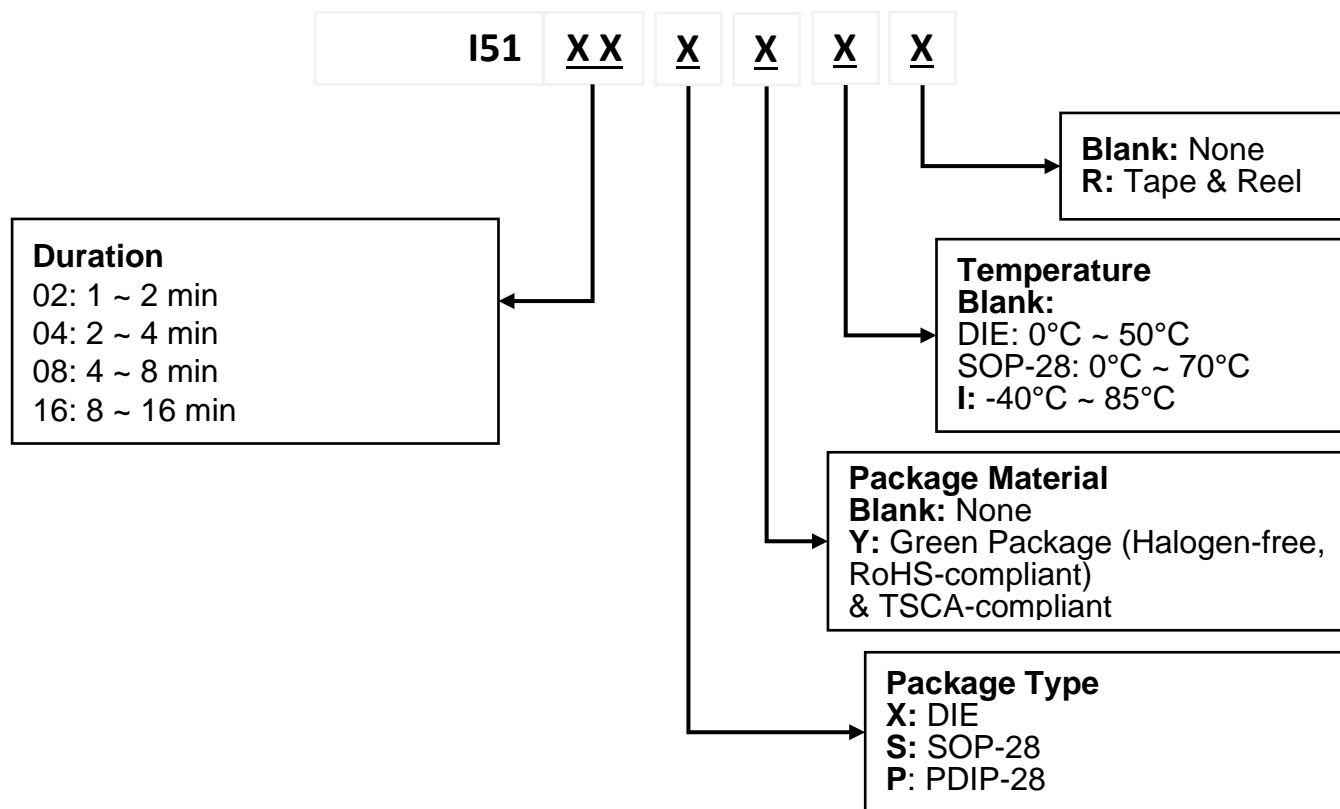 I51 X X X X X X
Blank: None
R: Tape & Reel
Duration
02: 1 ~ 2 min
04: 2 ~ 4 min
08: 4 ~ 8 min
16: 8 ~ 16 min
Temperature
Blank:
DIE: 0°C ~ 50°C
SOP-28: 0°C ~ 70°C
I: -40°C ~ 85°C
Package Material
Blank: None
Y: Green Package (Halogen-free,
RoHS-compliant)
& TSCA-compliant
Package Type
X: DIE
S: SOP-28
P: PDIP-28